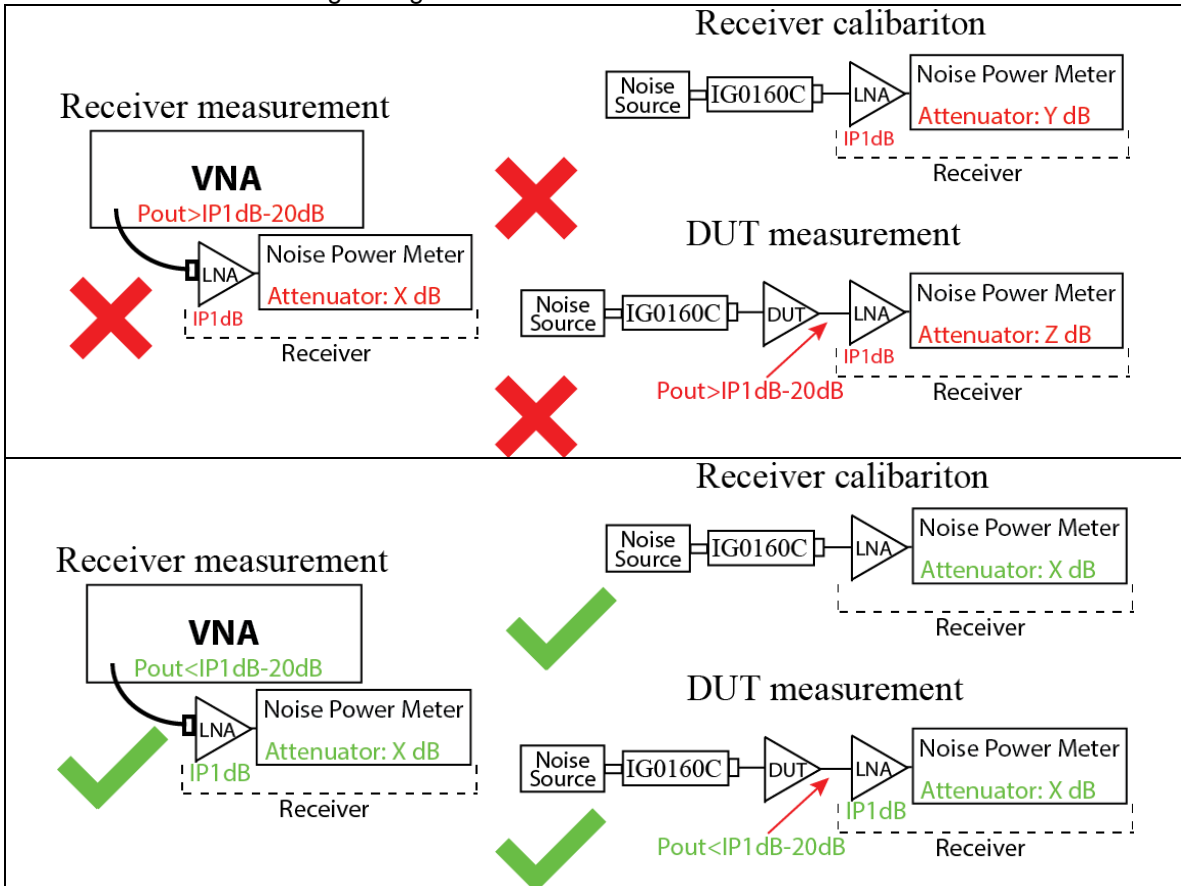 Receiver calibariton
Noise Source
IG0160C
LNA
Noise Power Meter
Attenuator: Y dB
IP1dB
Receiver
Receiver measurement
VNA
Pout>IP1dB-20dB
LNA
Noise Power Meter
Attenuator: X dB
IP1dB
Receiver
DUT measurement
Noise Source
IG0160C
DUT
LNA
Noise Power Meter
Attenuator: Z dB
IP1dB
Pout>IP1dB-20dB
Receiver
Receiver calibariton
Noise Source
IG0160C
LNA
Noise Power Meter
Attenuator: X dB
Receiver
Receiver measurement
VNA
Pout<IP1dB-20dB
LNA
Noise Power Meter
Attenuator: X dB
IP1dB
Receiver
DUT measurement
Noise Source
IG0160C
DUT
LNA
Noise Power Meter
Attenuator: X dB
IP1dB
Pout<IP1dB-20dB
Receiver